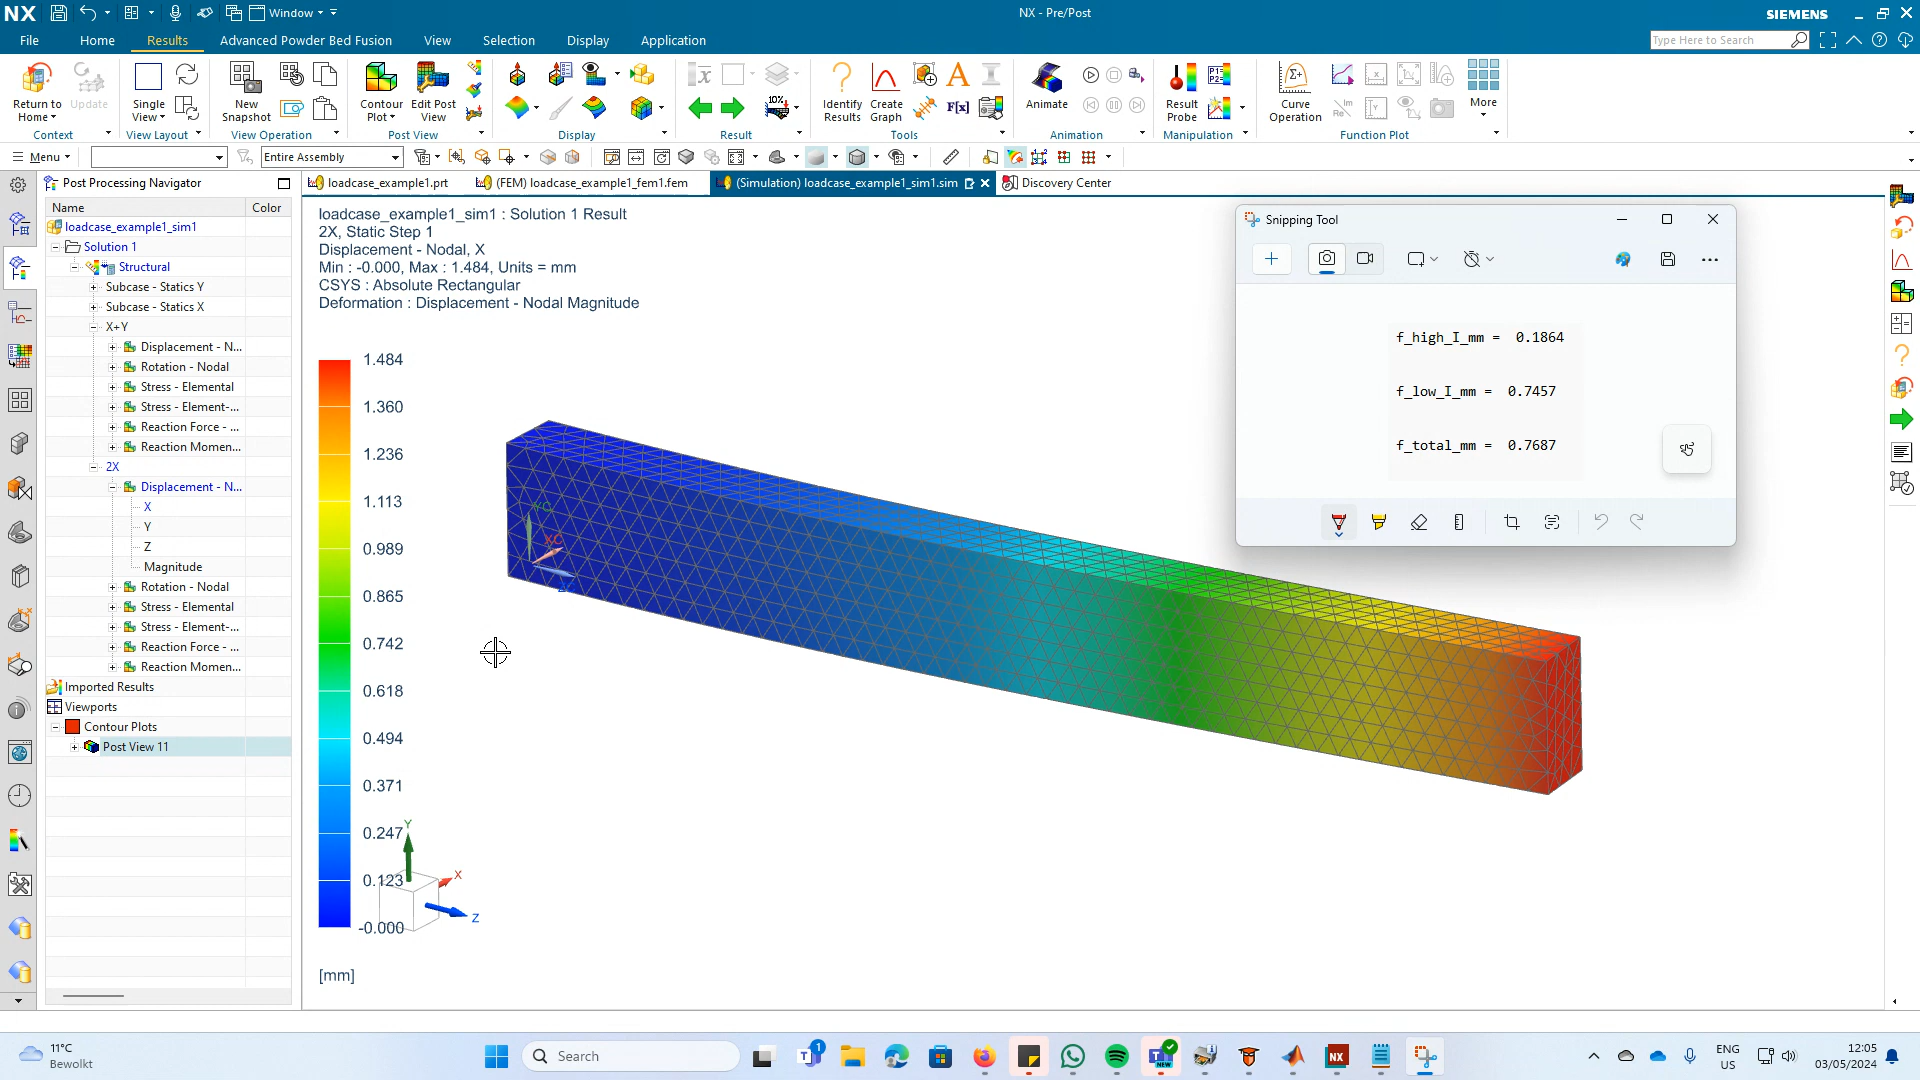 NX
Window
NX - Pre/Post
SIEMENS
File
Home
Results
Advanced Powder Bed Fusion
View
Selection
Display
Application
Type Here to Search
Return to Home
Update
Single View
New Snapshot
Contour Plot
Edit Post View
Identify Results
Create Graph
Animate
Result Probe
Curve Operation
More
Context
View Layout
View Operation
Post View
Display
Result
Tools
Animation
Manipulation
Function Plot
Menu
Entire Assembly
Post Processing Navigator
loadcase_example1.prt
(FEM) loadcase_example1_fem1.fem
(Simulation) loadcase_example1_sim1.sim
Discovery Center
Name
Color
loadcase_example1_sim1
Solution 1
Structural
Subcase - Statics Y
Subcase - Statics X
X+Y
Displacement - N...
Rotation - Nodal
Stress - Elemental
Stress - Element-...
Reaction Force - ...
Reaction Momen...
2X
Displacement - N...
X
Y
Z
Magnitude
Rotation - Nodal
Stress - Elemental
Stress - Element-...
Reaction Force - ...
Reaction Momen...
Imported Results
Viewports
Contour Plots
Post View 11
loadcase_example1_sim1 : Solution 1 Result
2X, Static Step 1
Displacement - Nodal, X
Min : -0.000, Max : 1.484, Units = mm
CSYS : Absolute Rectangular
Deformation : Displacement - Nodal Magnitude
1.484
1.360
1.236
1.113
0.989
0.865
0.742
0.618
0.494
0.371
0.247
0.123
-0.000
[mm]
YC
XC
Y
X
Z
Snipping Tool
f_high_I_mm = 0.1864
f_low_I_mm = 0.7457
f_total_mm = 0.7687
11°C
Bewolkt
Search
1
NEW
NX
ENG
US
12:05
03/05/2024